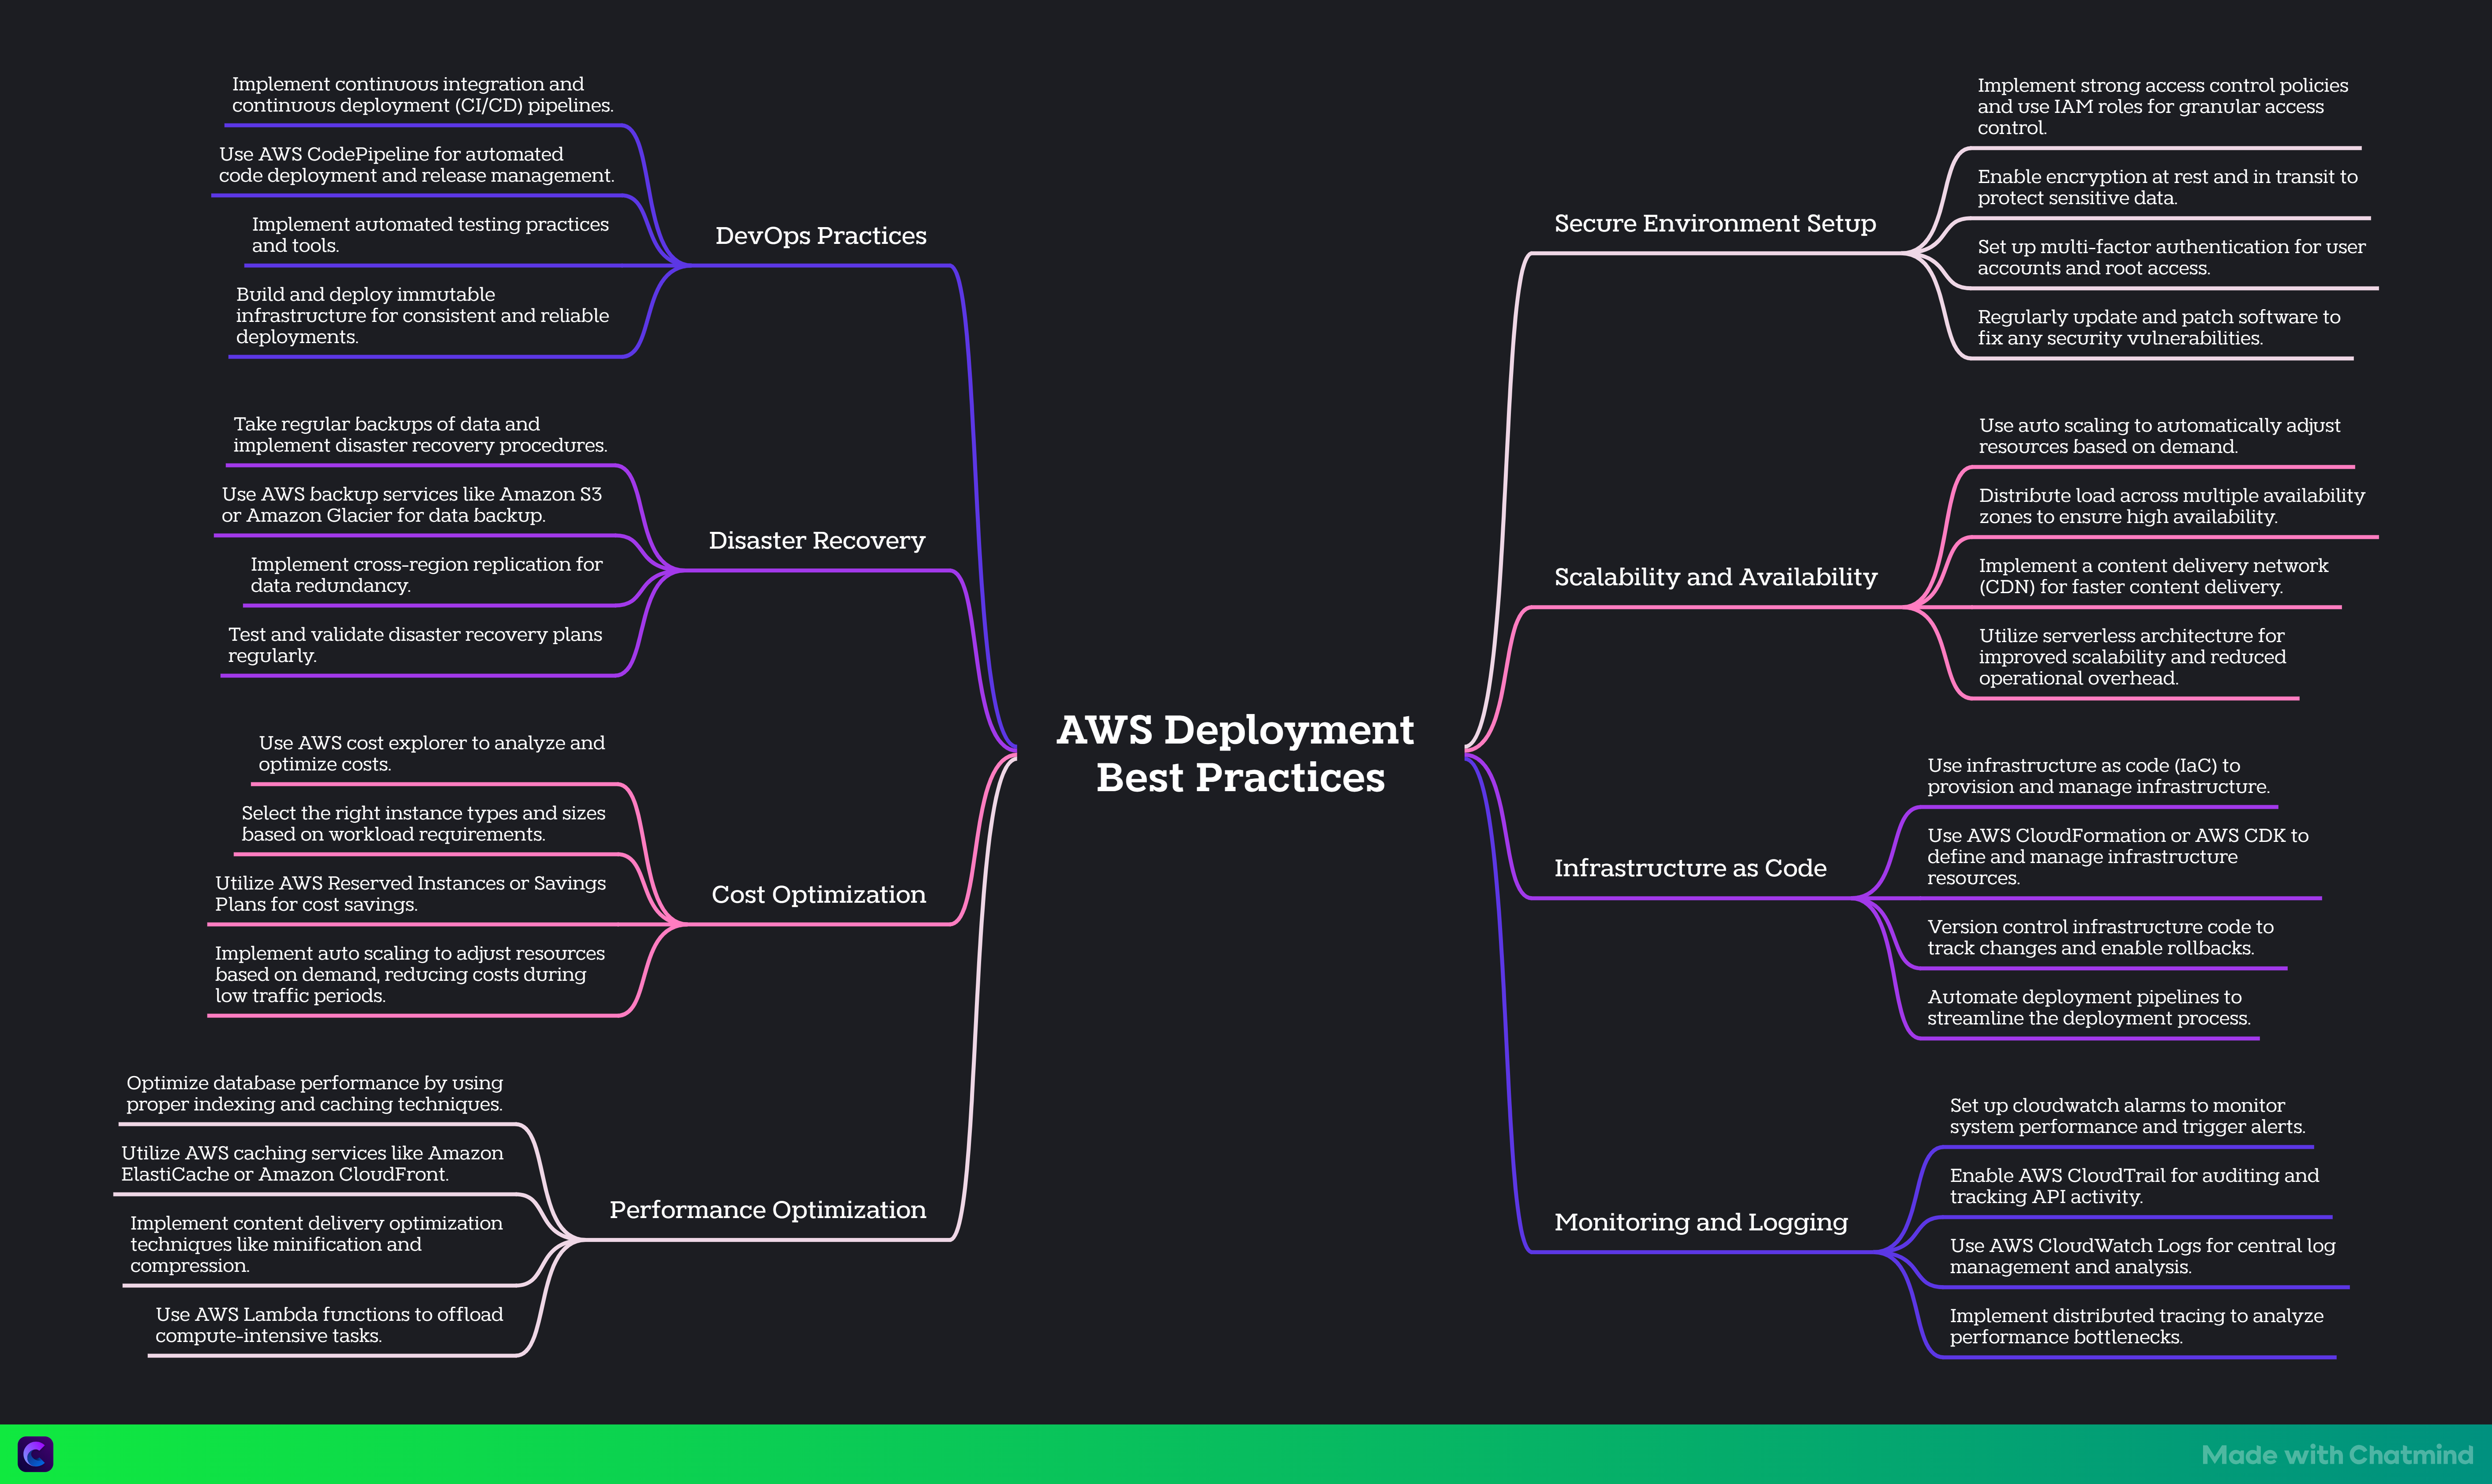 Implement continuous integration and
continuous deployment (CI/CD) pipelines.
Use AWS CodePipeline for automated
code deployment and release management.
Implement automated testing practices
and tools.
Build and deploy immutable
infrastructure for consistent and reliable
deployments.
DevOps Practices
Take regular backups of data and
implement disaster recovery procedures.
Use AWS backup services like Amazon S3
or Amazon Glacier for data backup.
Implement cross-region replication for
data redundancy.
Test and validate disaster recovery plans
regularly.
Disaster Recovery
Use AWS cost explorer to analyze and
optimize costs.
Select the right instance types and sizes
based on workload requirements.
Utilize AWS Reserved Instances or Savings
Plans for cost savings.
Implement auto scaling to adjust resources
based on demand, reducing costs during
low traffic periods.
Cost Optimization
Optimize database performance by using
proper indexing and caching techniques.
Utilize AWS caching services like Amazon
ElastiCache or Amazon CloudFront.
Implement content delivery optimization
techniques like minification and
compression.
Use AWS Lambda functions to offload
compute-intensive tasks.
Performance Optimization
AWS Deployment
Best Practices
Secure Environment Setup
Implement strong access control policies
and use IAM roles for granular access
control.
Enable encryption at rest and in transit to
protect sensitive data.
Set up multi-factor authentication for user
accounts and root access.
Regularly update and patch software to
fix any security vulnerabilities.
Scalability and Availability
Use auto scaling to automatically adjust
resources based on demand.
Distribute load across multiple availability
zones to ensure high availability.
Implement a content delivery network
(CDN) for faster content delivery.
Utilize serverless architecture for
improved scalability and reduced
operational overhead.
Infrastructure as Code
Use infrastructure as code (IaC) to
provision and manage infrastructure.
Use AWS CloudFormation or AWS CDK to
define and manage infrastructure
resources.
Version control infrastructure code to
track changes and enable rollbacks.
Automate deployment pipelines to
streamline the deployment process.
Monitoring and Logging
Set up cloudwatch alarms to monitor
system performance and trigger alerts.
Enable AWS CloudTrail for auditing and
tracking API activity.
Use AWS CloudWatch Logs for central log
management and analysis.
Implement distributed tracing to analyze
performance bottlenecks.
Made with Chatmind